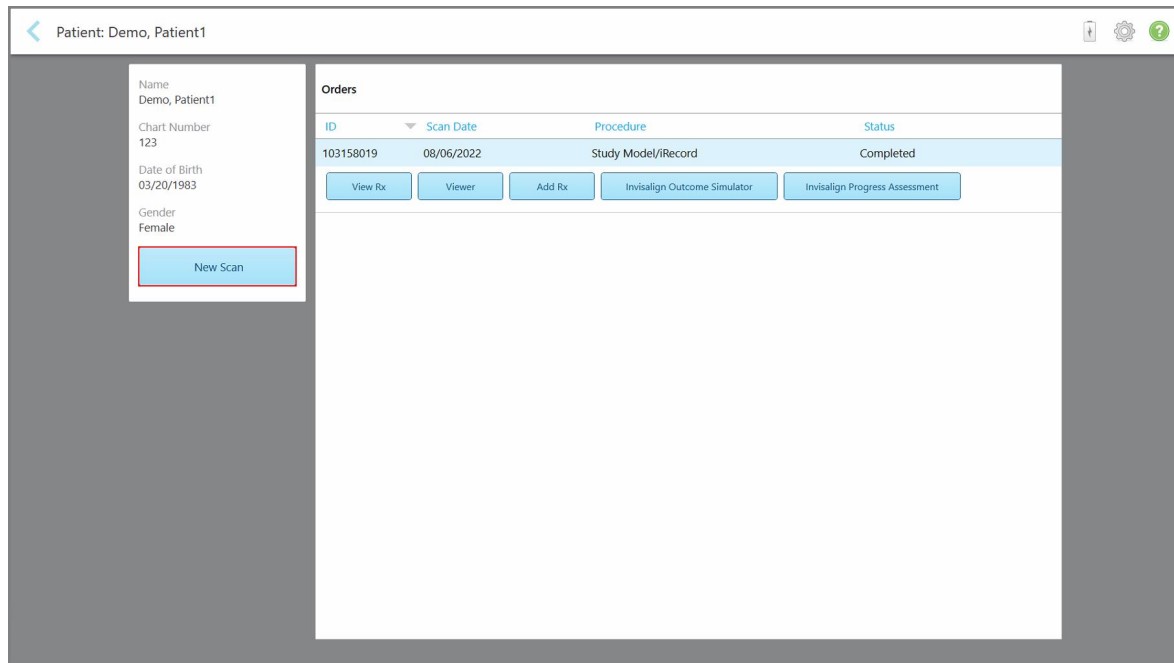 Patient: Demo, Patient1
Name
Demo, Patient1
Chart Number
123
Date of Birth
03/20/1983
Gender
Female
New Scan
Orders
ID Scan Date Procedure Status
103158019 08/06/2022 Study Model/iRecord Completed
View Rx Viewer Add Rx Invisalign Outcome Simulator Invisalign Progress Assessment